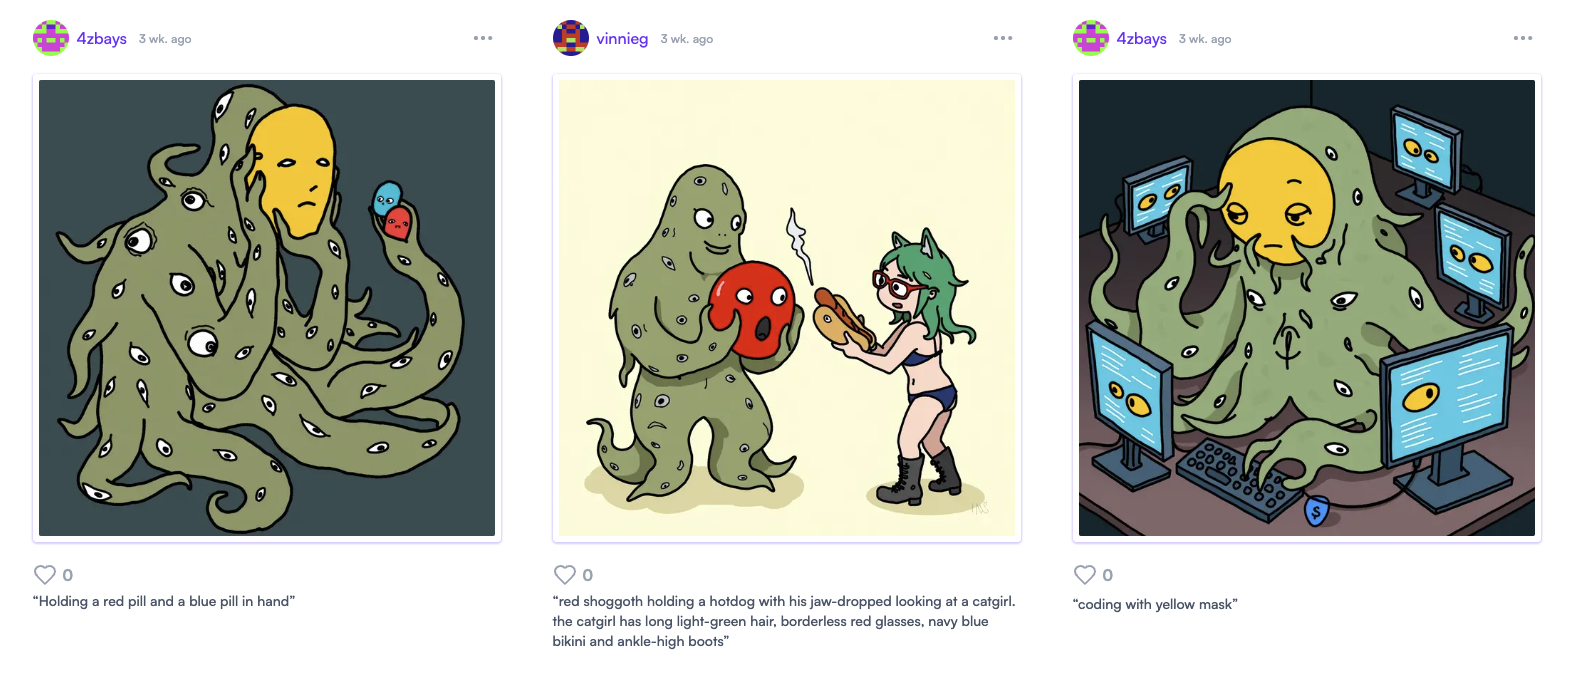 4zbays 3 wk. ago
“Holding a red pill and a blue pill in hand”
0
vinnieg 3 wk. ago
0
“red shoggoth holding a hotdog with his jaw-dropped looking at a catgirl.
the catgirl has long light-green hair, borderless red glasses, navy blue
bikini and ankle-high boots”
4zbays 3 wk. ago
$
0
“coding with yellow mask”